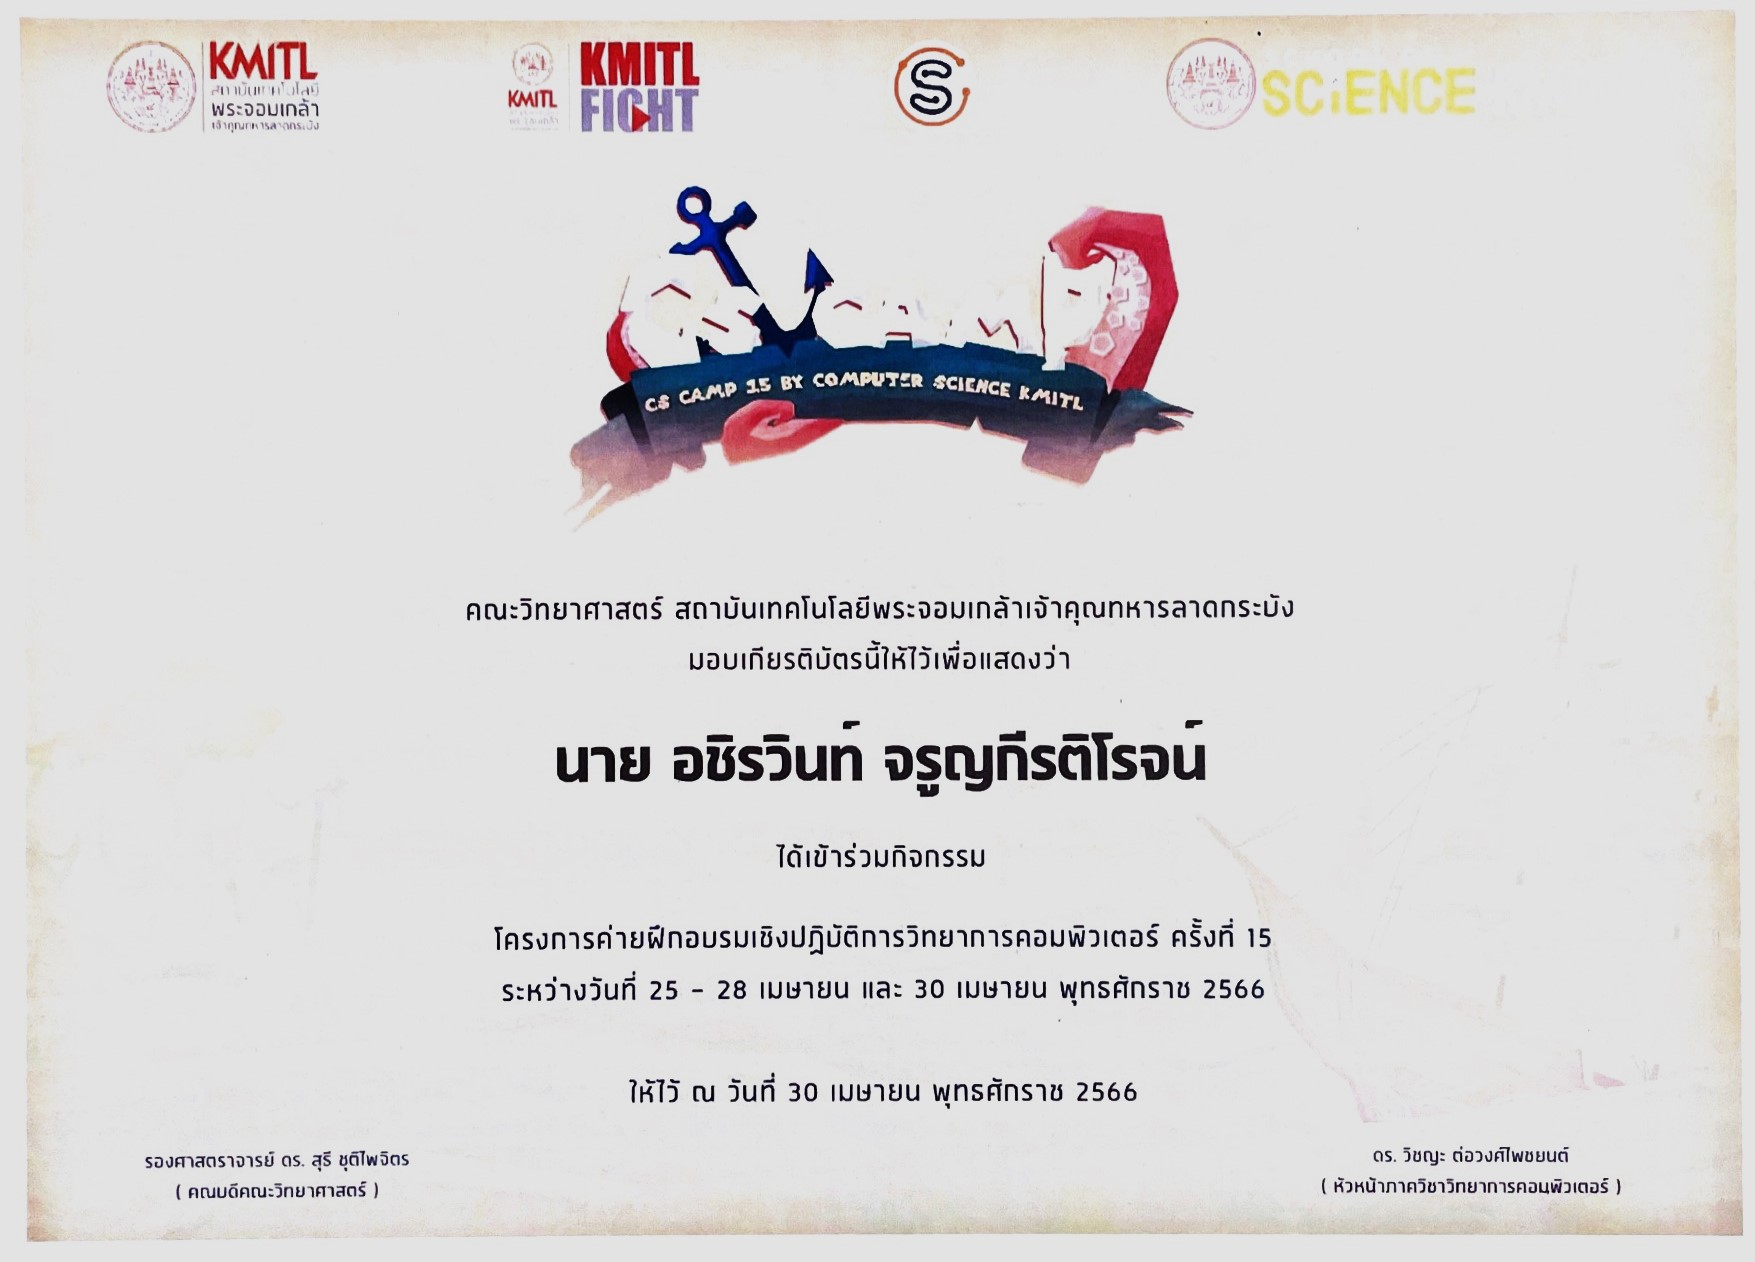 KMITL
สถาบันเทคโนโลยี
พระจอมเกล้า
เจ้าคุณทหารลาดกระบัง
KMITL
KMITL
FIGHT
SCiENCE
CS CAMP 15 BY COMPUTER SCIENCE KMITL
คณะวิทยาศาสตร์ สถาบันเทคโนโลยีพระจอมเกล้าเจ้าคุณทหารลาดกระบัง
มอบเกียรติบัตรนี้ให้ไว้เพื่อแสดงว่า
นาย อชิรวินท์ จรูญกีรติโรจน์
ได้เข้าร่วมกิจกรรม
โครงการค่ายฝึกอบรมเชิงปฏิบัติการวิทยาการคอมพิวเตอร์ ครั้งที่ 15
ระหว่างวันที่ 25 - 28 เมษายน และ 30 เมษายน พุทธศักราช 2566
ให้ไว้ ณ วันที่ 30 เมษายน พุทธศักราช 2566
รองศาสตราจารย์ ดร. สุธี ชุติไพจิตร
( คณบดีคณะวิทยาศาสตร์ )
ดร. วิชญะ ต่อวงศ์ไพชยนต์
( หัวหน้าภาควิชาวิทยาการคอมพิวเตอร์ )